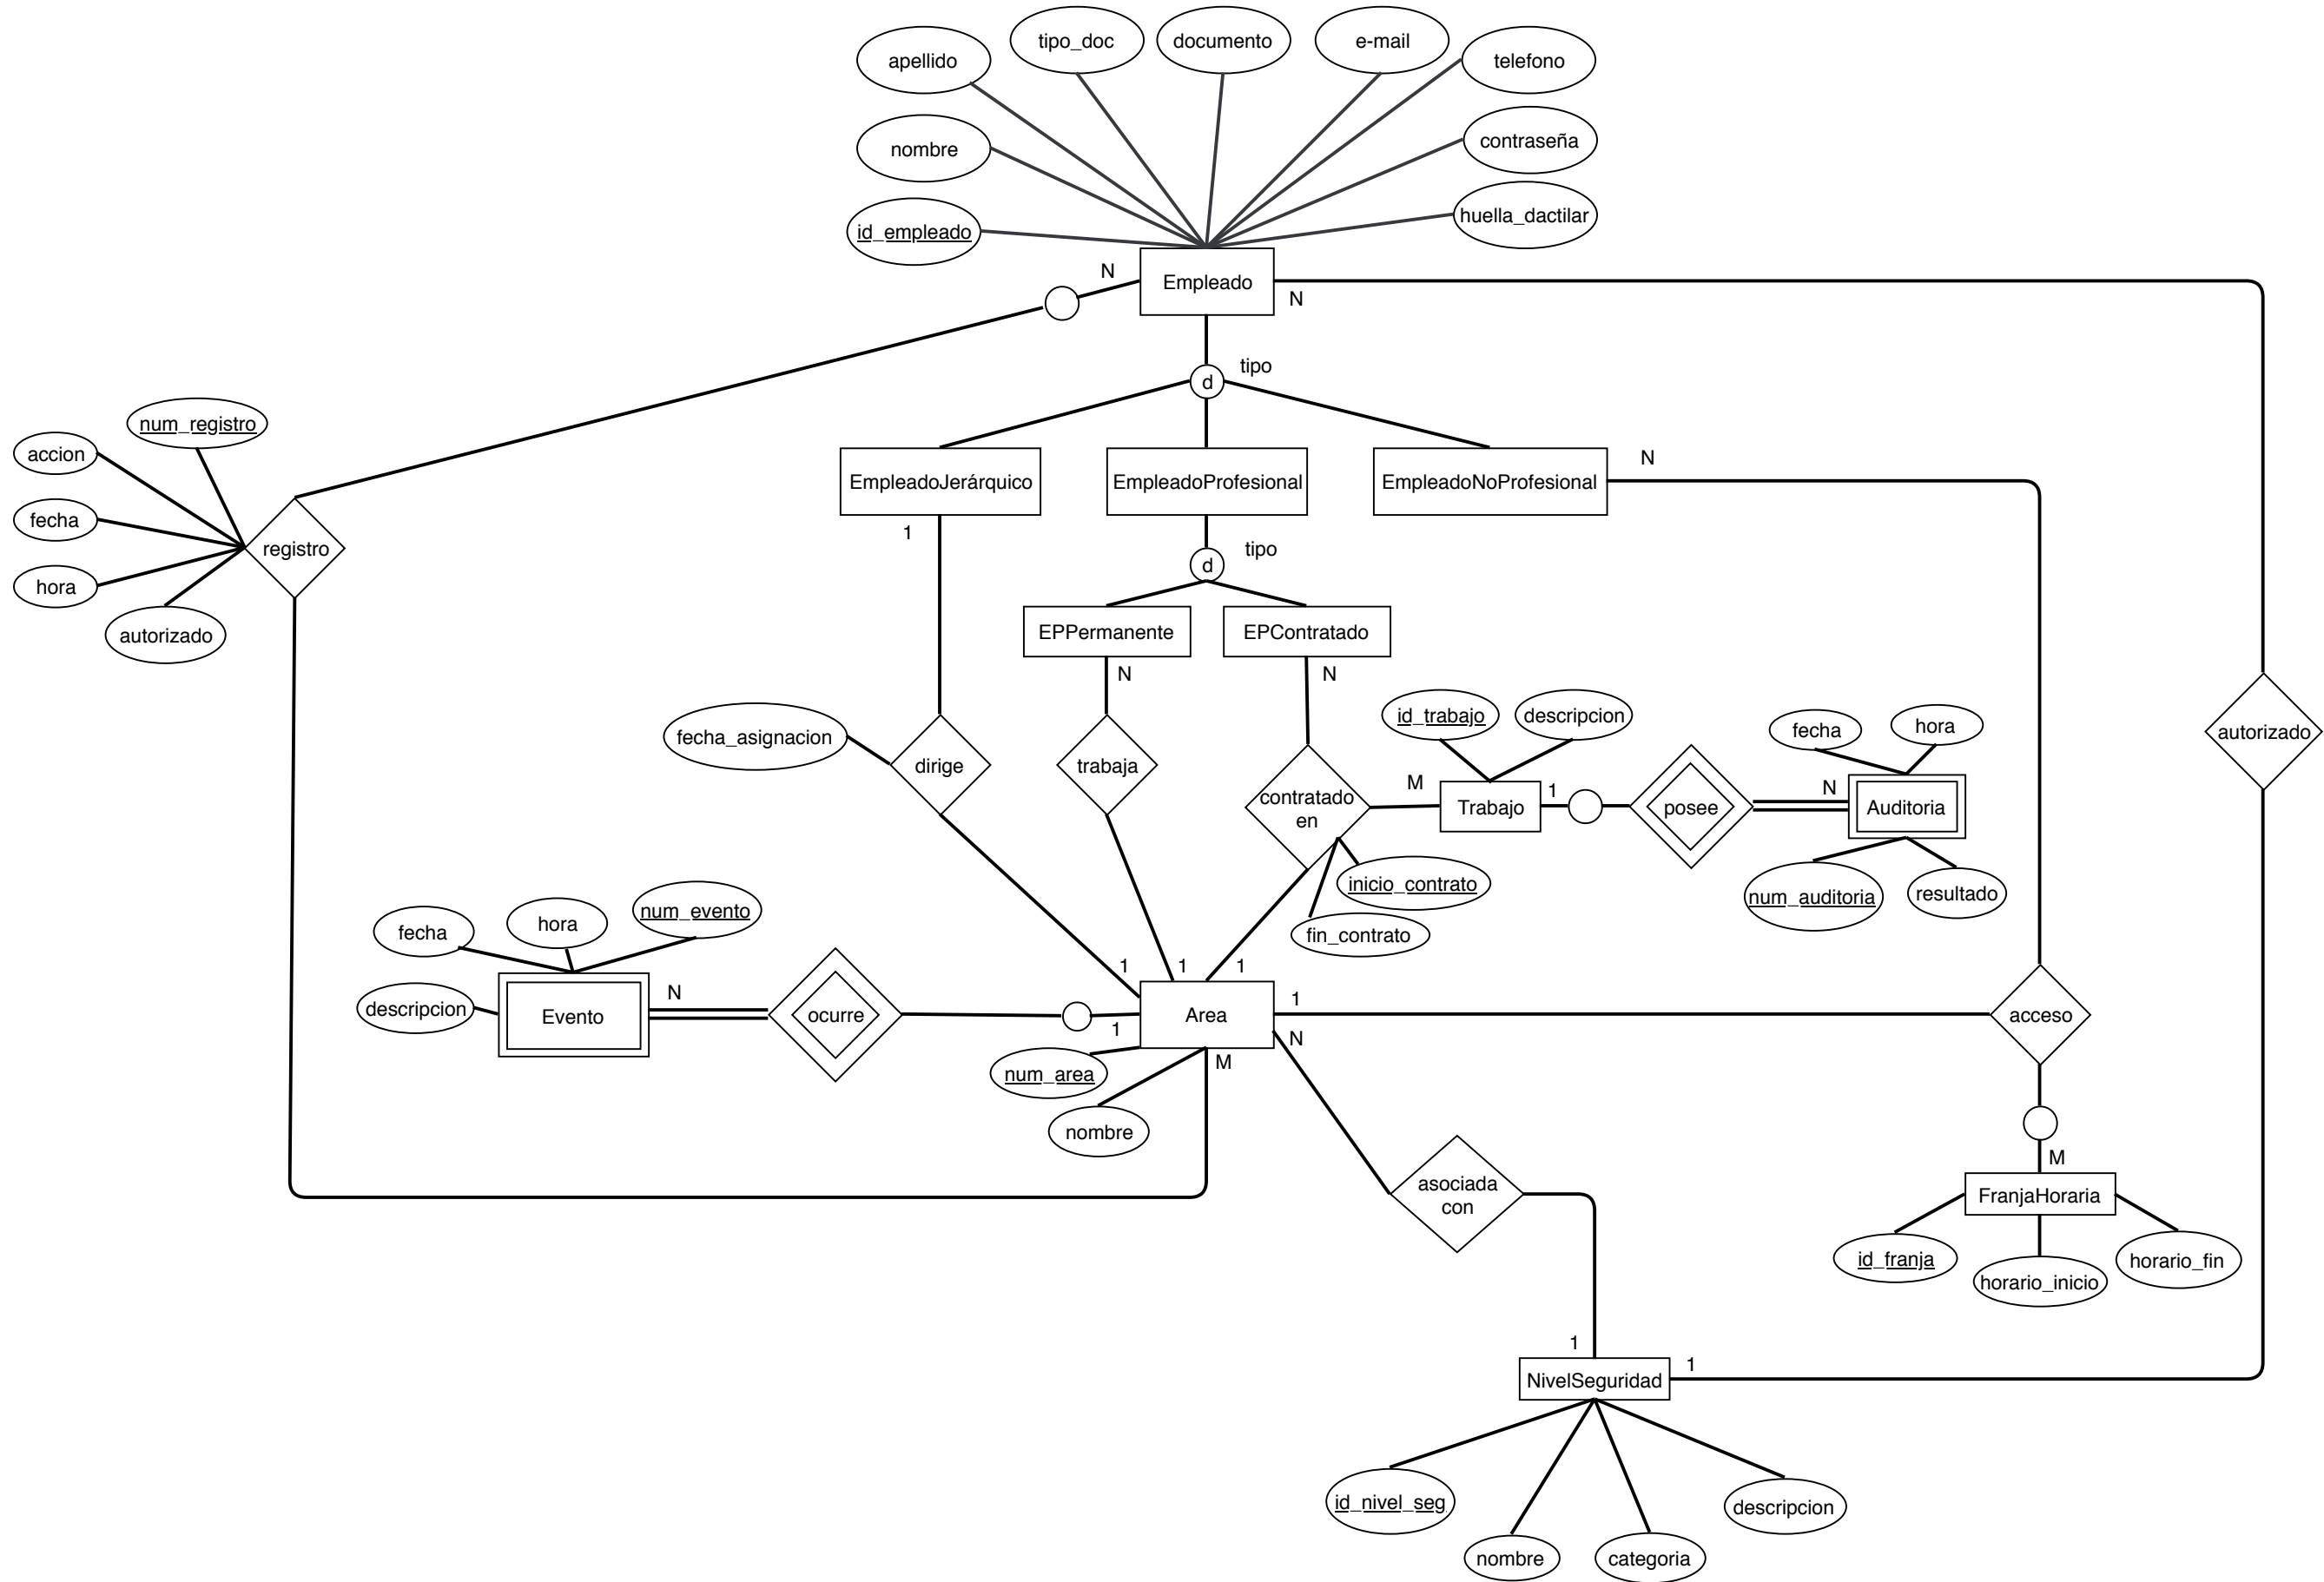 tipo_doc
documento
e-mail
apellido
telefono
nombre
contraseña
id_empleado
huella_dactilar
N
Empleado
N
tipo
d
num_registro
accion
fecha
hora
autorizado
registro
EmpleadoJerárquico
EmpleadoProfesional
EmpleadoNoProfesional
N
1
tipo
d
EPPermanente
EPContratado
N
N
fecha_asignacion
dirige
trabaja
contratado
en
id_trabajo
descripcion
M
Trabajo
1
posee
N
fecha
hora
Auditoria
num_auditoria
resultado
autorizado
inicio_contrato
fin_contrato
fecha
hora
num_evento
descripcion
Evento
N
ocurre
1
1
1
1
Area
1
N
M
num_area
nombre
acceso
M
FranjaHoraria
id_franja
horario_inicio
horario_fin
asociada
con
1
NivelSeguridad
1
id_nivel_seg
nombre
categoria
descripcion